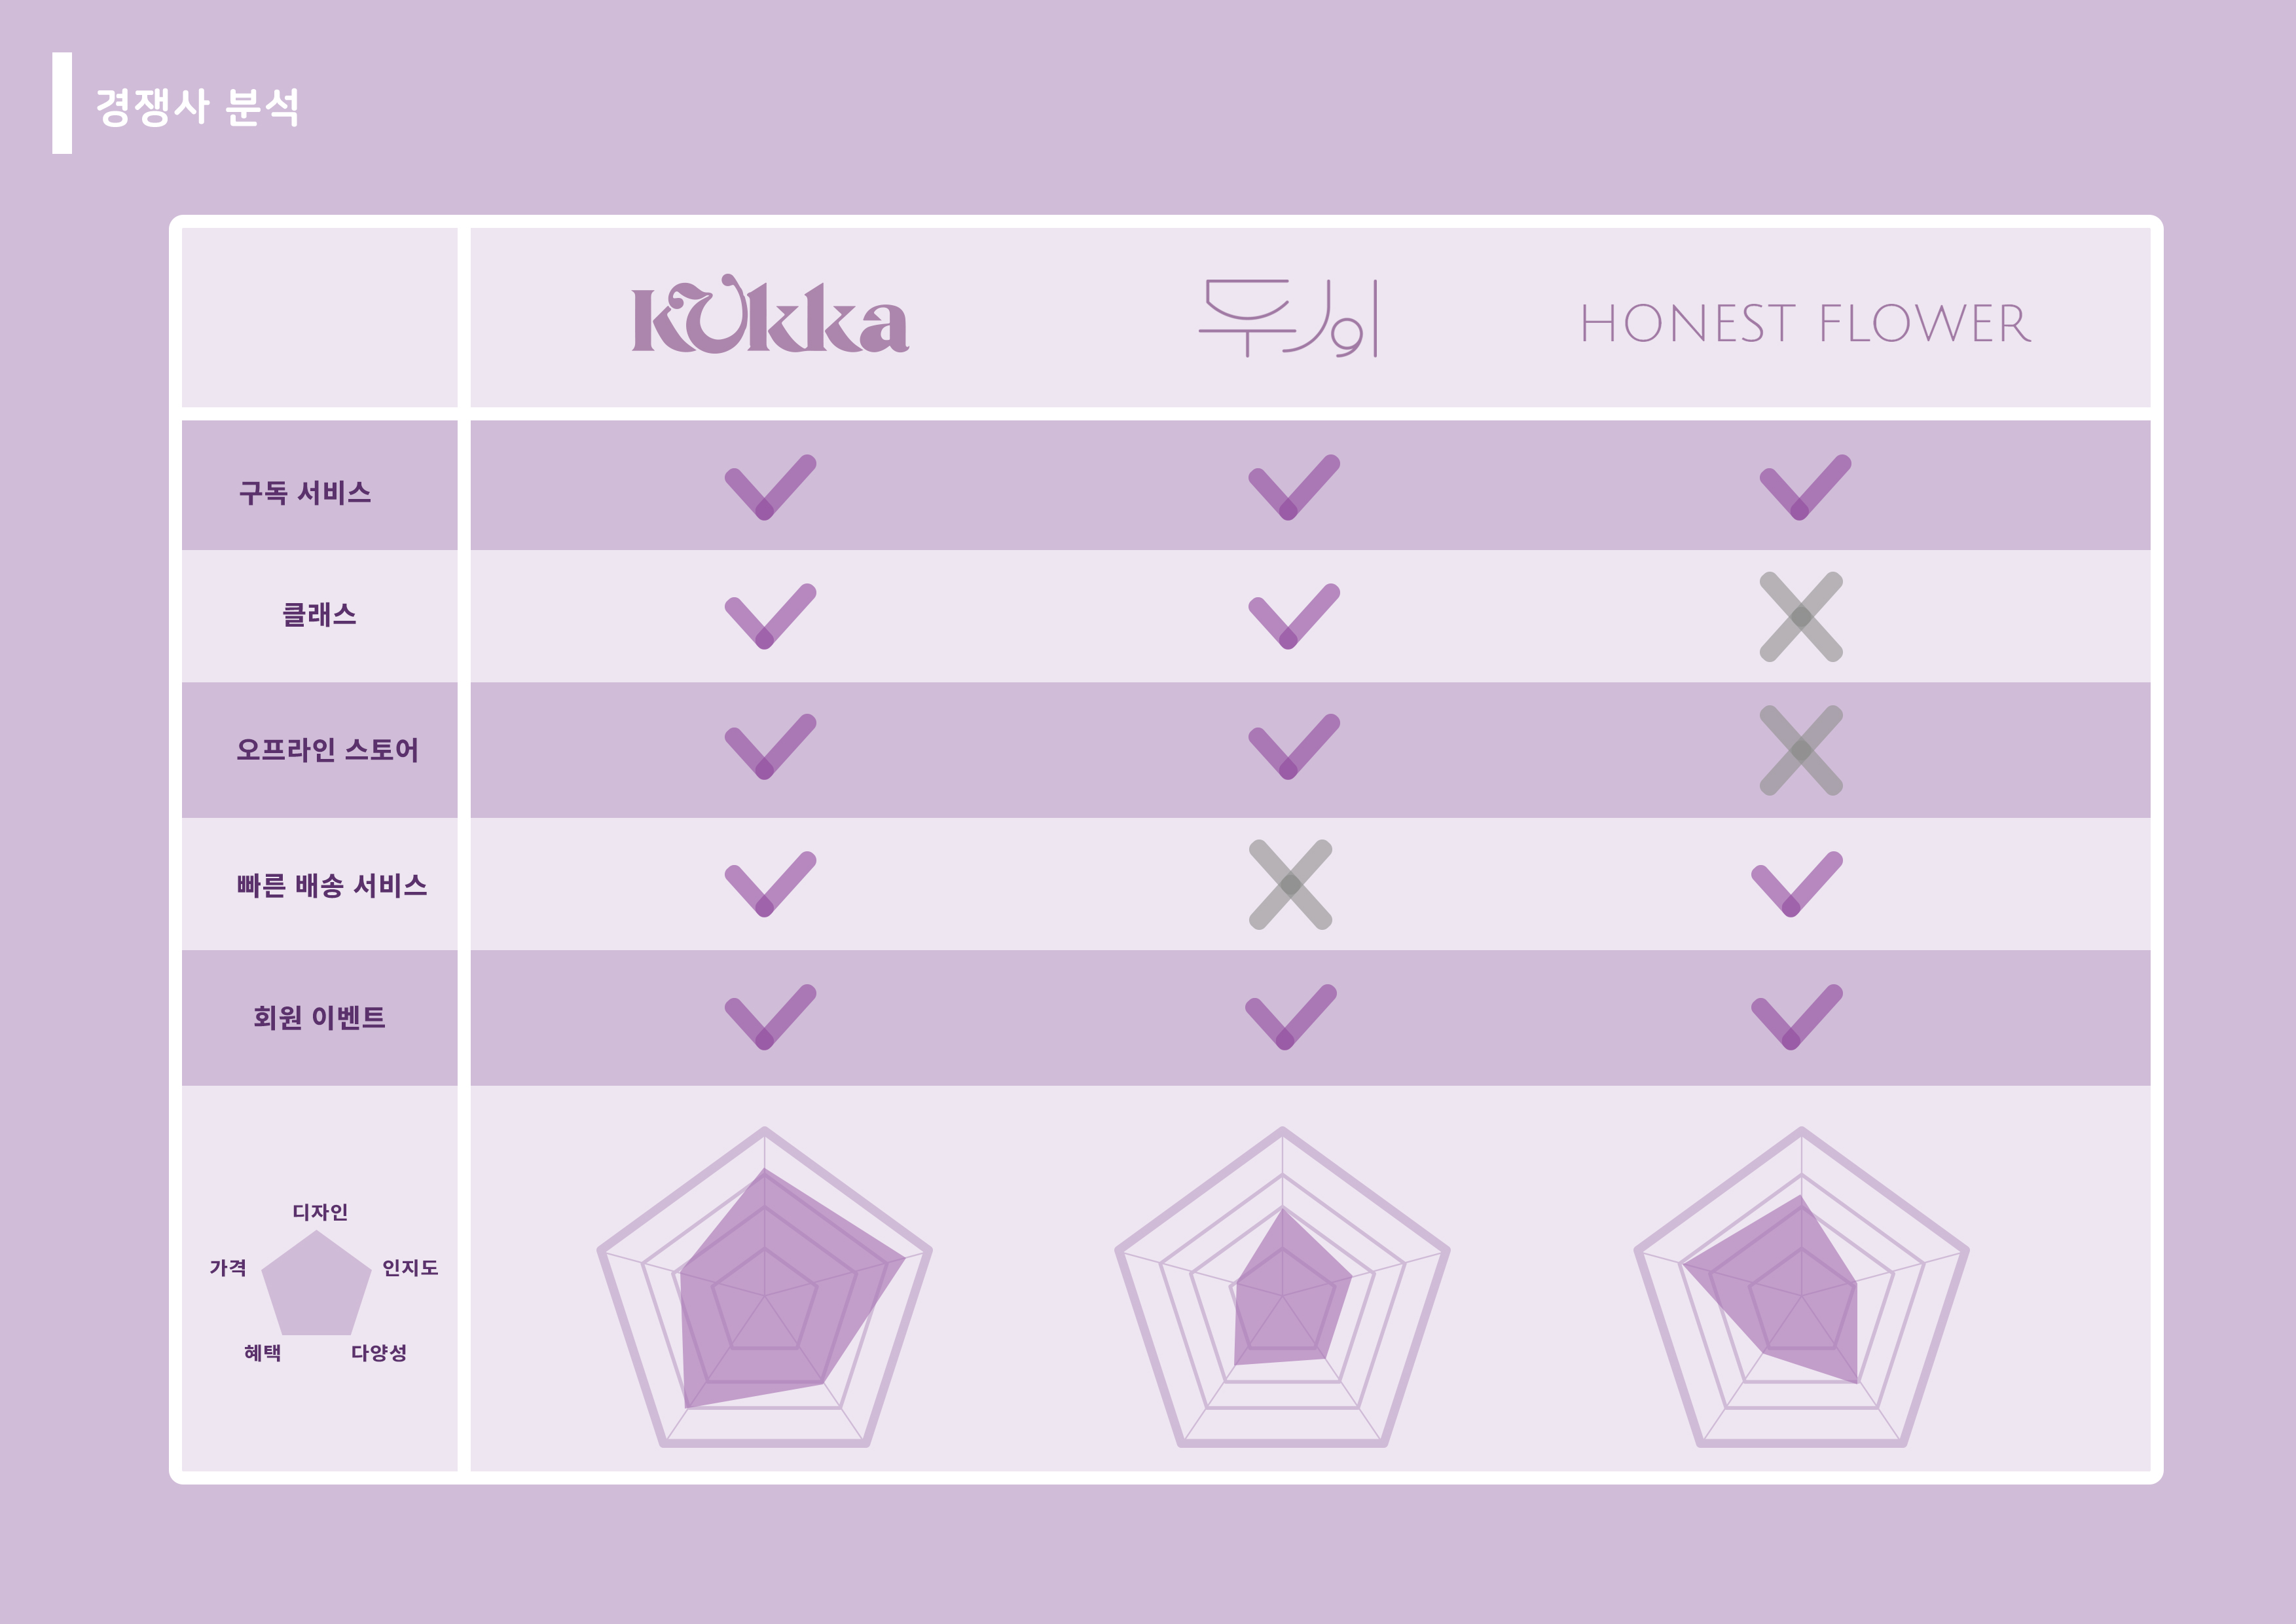 경쟁사 분석
Kukka
HONEST FLOWER
구독 서비스
클래스
오프라인 스토어
빠른 배송 서비스
회원 이벤트
디자인
가격
인지도
혜택
다양성